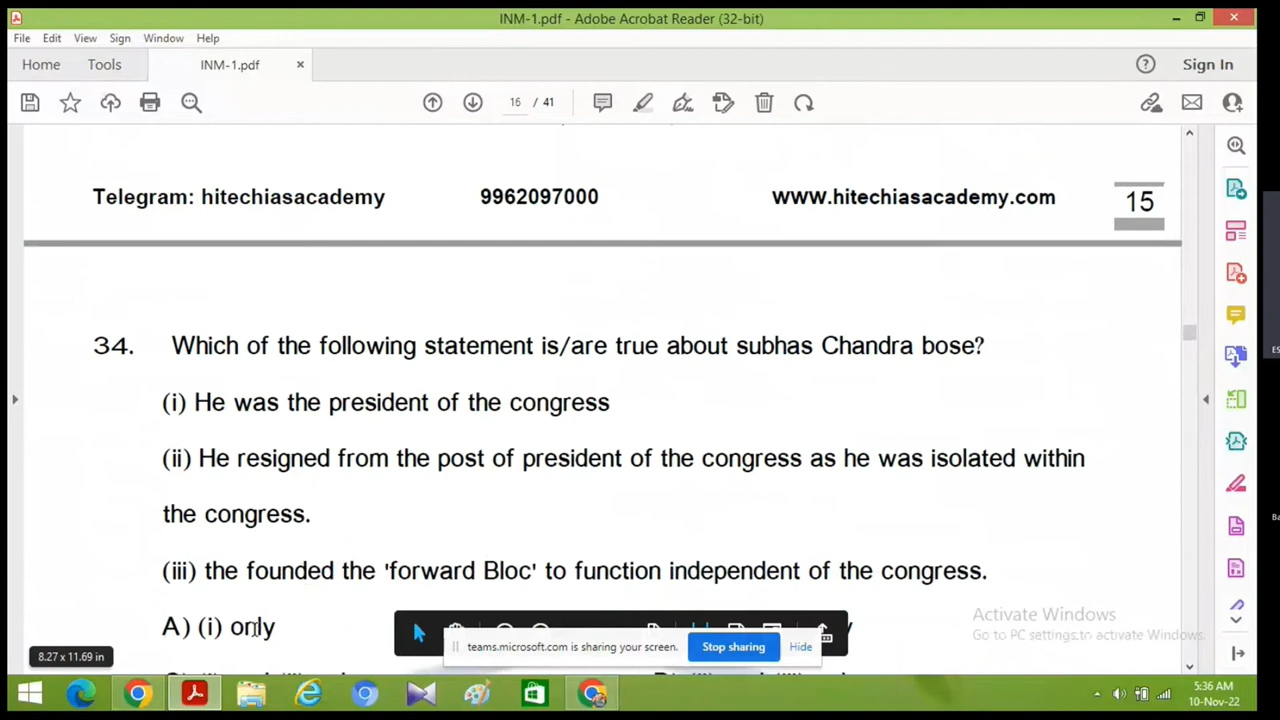 INM-1.pdf - Adobe Acrobat Reader (32-bit)
File Edit View Sign Window Help
Home Tools INM-1.pdf × Sign In
16 / 41
Telegram: hitechiasacademy 9962097000 www.hitechiasacademy.com 15
34. Which of the following statement is/are true about subhas Chandra bose?
(i) He was the president of the congress
(ii) He resigned from the post of president of the congress as he was isolated within
the congress.
(iii) the founded the 'forward Bloc' to function independent of the congress.
A) (i) only
Activate Windows
Go to PC settings to activate Windows.
teams.microsoft.com is sharing your screen. Stop sharing Hide
8.27 x 11.69 in
5:36 AM
10-Nov-22